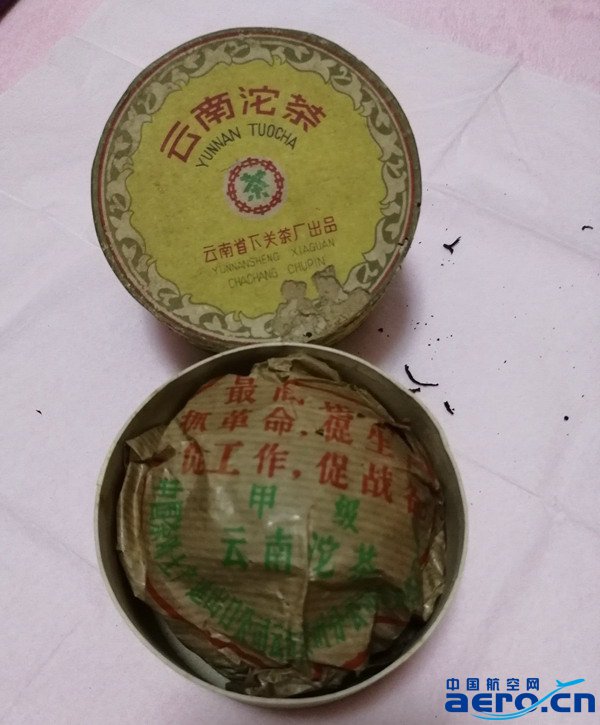 云南沱茶
YUNNAN TUOCHA
茶
云南省下关茶厂出品
YUNNANSHENG XIAGUAN
CHACHANG CHUPIN
最
抓革命,促生
促工作,促战
甲级
云南沱茶
中国航空网
aero.cn